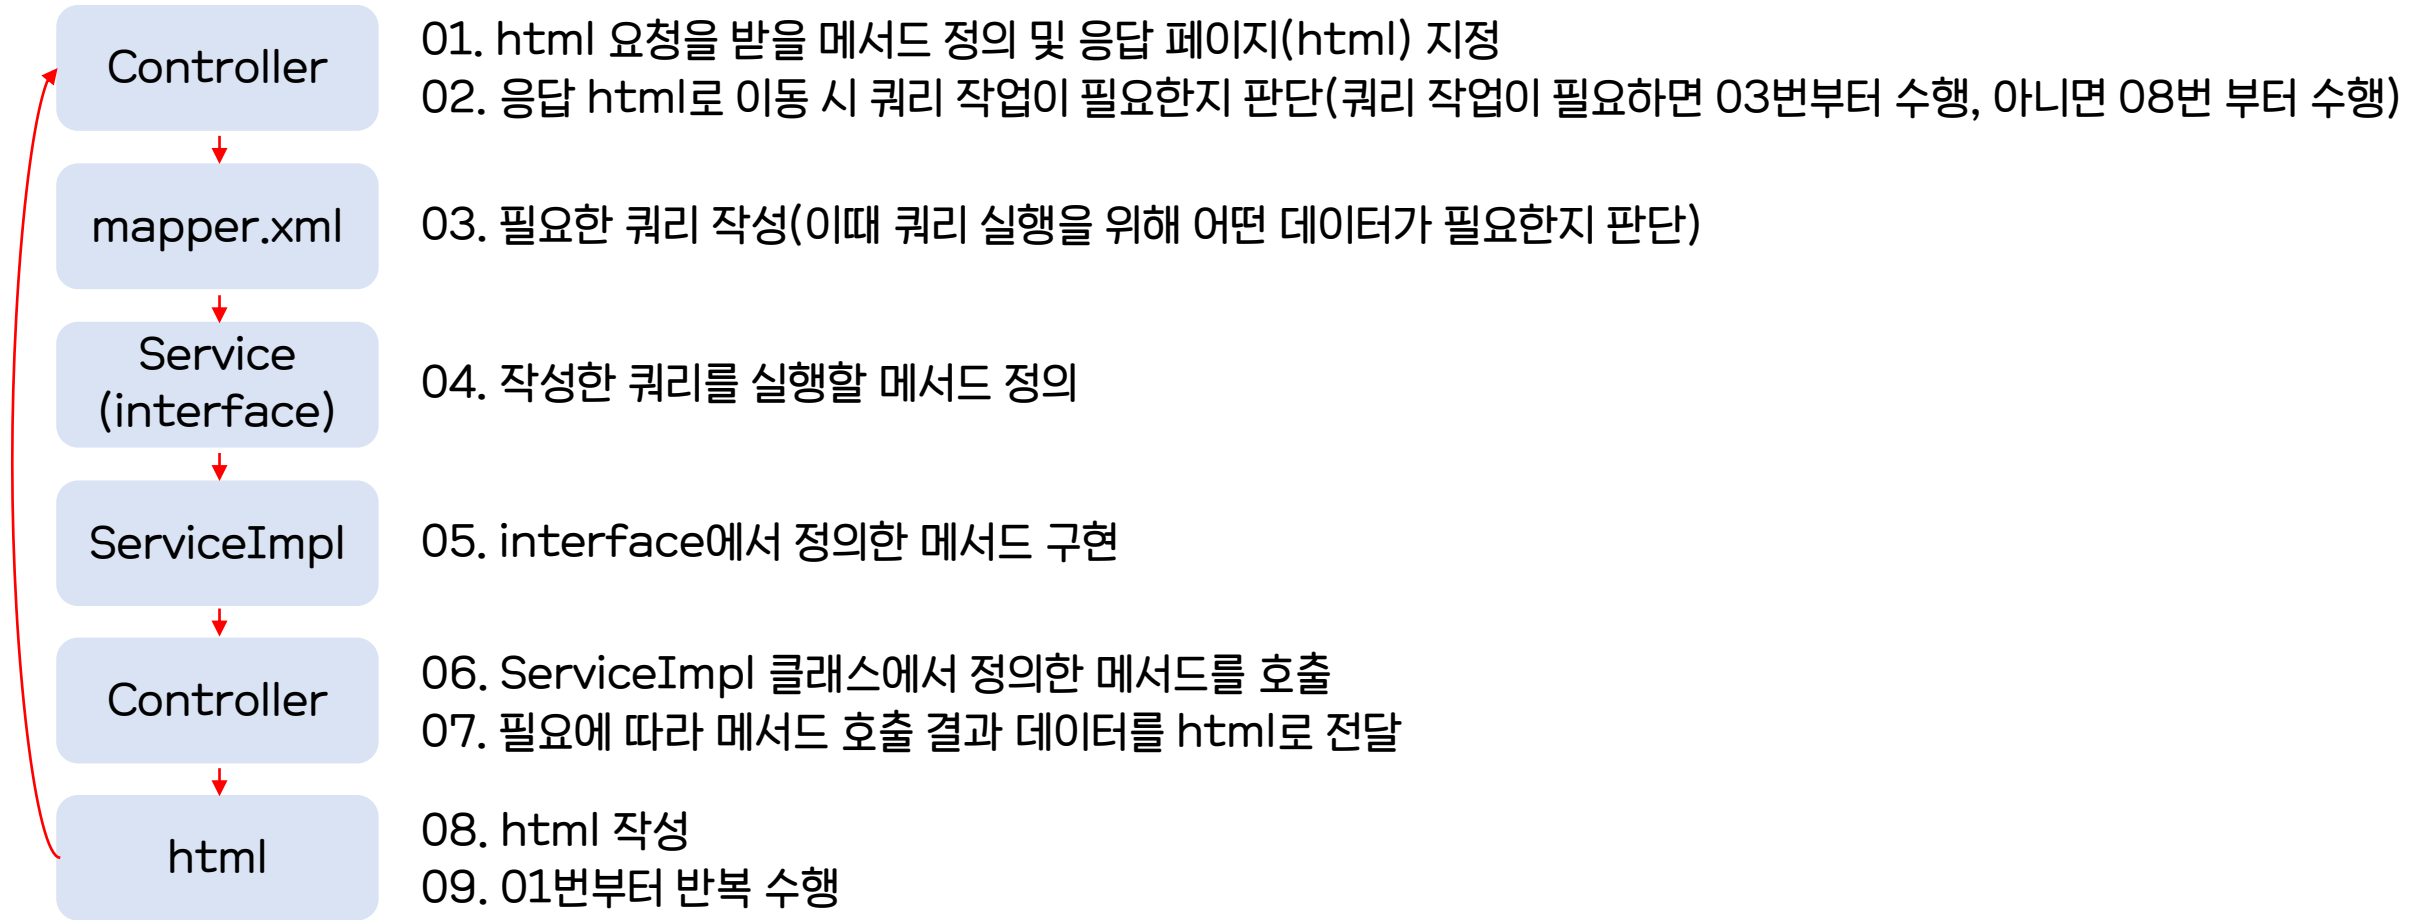 Controller
01. html 요청을 받을 메서드 정의 및 응답 페이지(html) 지정
02. 응답 html로 이동 시 쿼리 작업이 필요한지 판단(쿼리 작업이 필요하면 03번부터 수행, 아니면 08번 부터 수행)
mapper.xml
03. 필요한 쿼리 작성(이때 쿼리 실행을 위해 어떤 데이터가 필요한지 판단)
Service
(interface)
04. 작성한 쿼리를 실행할 메서드 정의
ServiceImpl
05. interface에서 정의한 메서드 구현
Controller
06. ServiceImpl 클래스에서 정의한 메서드를 호출
07. 필요에 따라 메서드 호출 결과 데이터를 html로 전달
html
08. html 작성
09. 01번부터 반복 수행